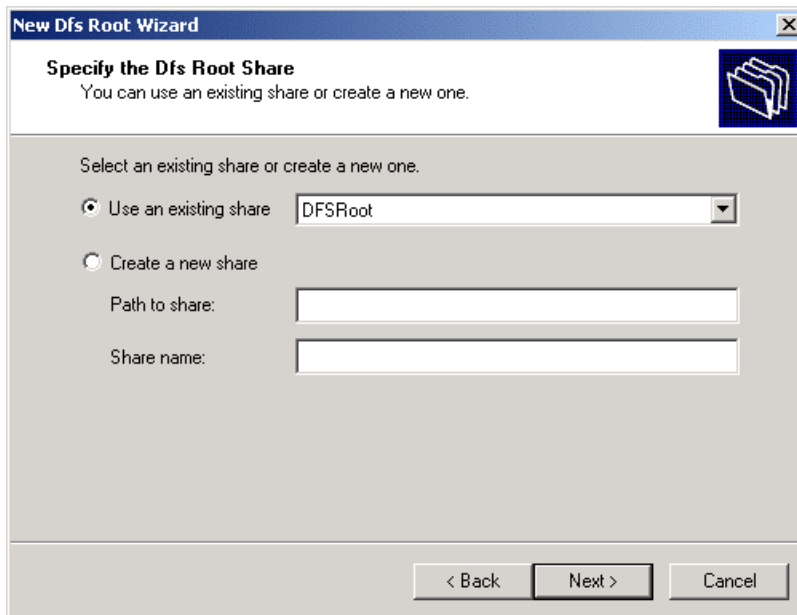 New Dfs Root Wizard
Specify the Dfs Root Share
You can use an existing share or create a new one.
Select an existing share or create a new one.
Use an existing share
DFSRoot
Create a new share
Path to share:
Share name:
< Back
Next >
Cancel